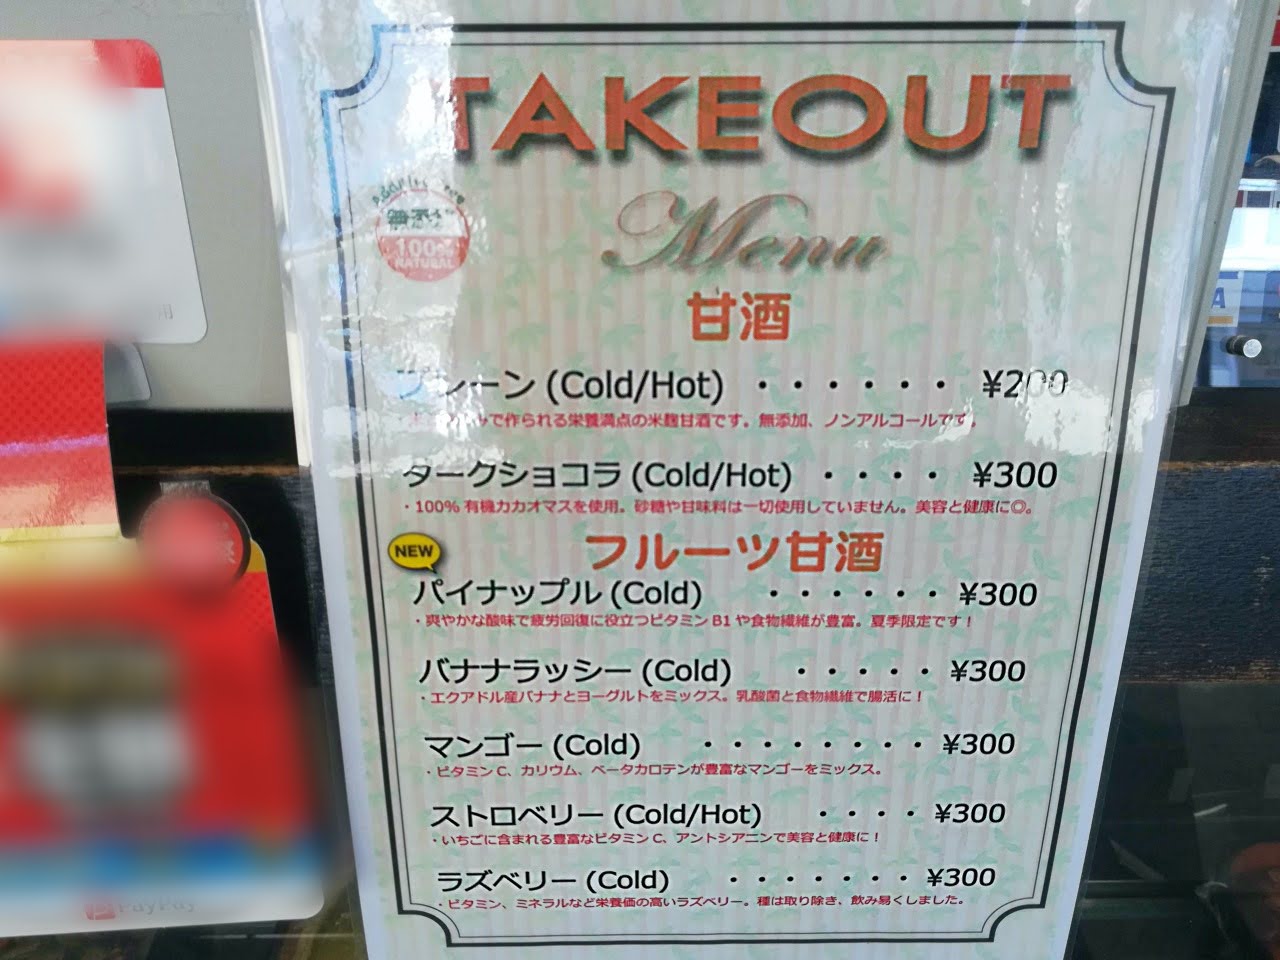 TAKEOUT
Menu
100%
NATURAL
甘酒
プレーン (Cold/Hot) ・・・・・・ ¥200
で作られる栄養満点の米麹甘酒です。無添加、ノンアルコールです。
ダークショコラ (Cold/Hot) ・・・・ ¥300
・100% 有機カカオマスを使用。砂糖や甘味料は一切使用していません。美容と健康に◎。
NEW
フルーツ甘酒
パイナップル (Cold) ・・・・・・ ¥300
・爽やかな酸味で疲労回復に役立つビタミン B1 や食物繊維が豊富。夏季限定です！
バナナラッシー (Cold) ・・・・・ ¥300
・エクアドル産バナナとヨーグルトをミックス。乳酸菌と食物繊維で腸活に！
マンゴー (Cold) ・・・・・・・・ ¥300
・ビタミン C、カリウム、ベータカロテンが豊富なマンゴーをミックス。
ストロベリー (Cold/Hot) ・・・・ ¥300
・いちごに含まれる豊富なビタミン C、アントシアニンで美容と健康に！
ラズベリー (Cold) ・・・・・・・ ¥300
・ビタミン、ミネラルなど栄養価の高いラズベリー。種は取り除き、飲み易くしました。
PayPay